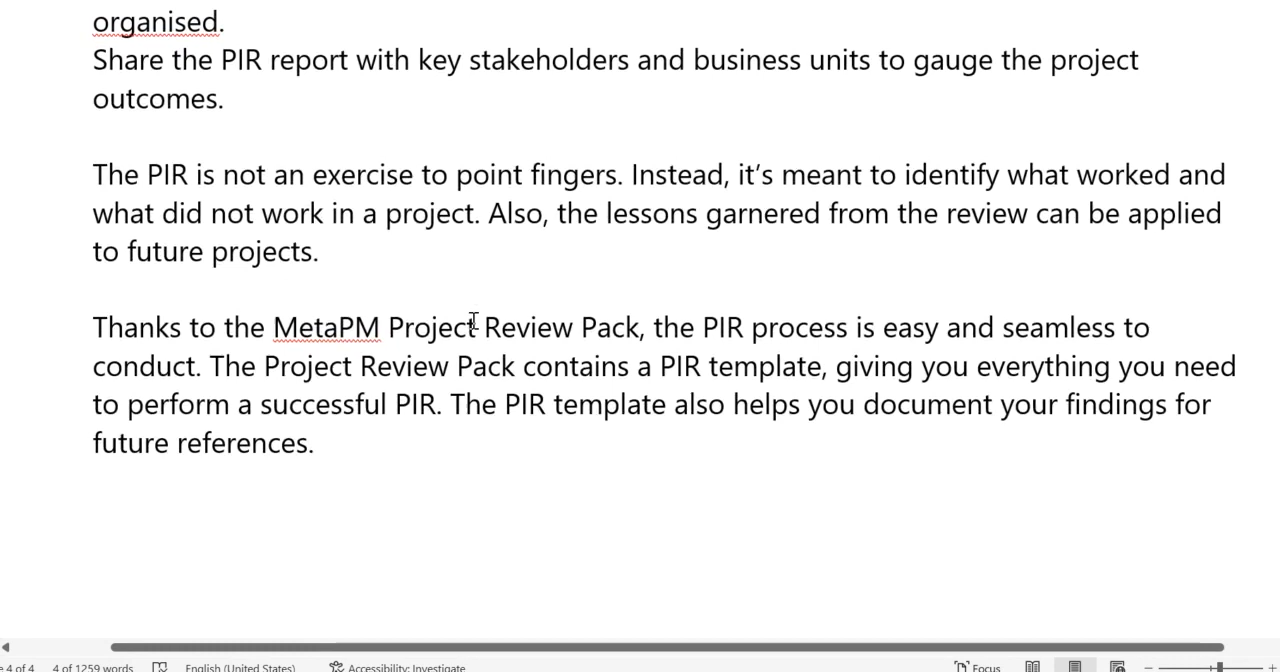 organised.
Share the PIR report with key stakeholders and business units to gauge the project
outcomes.
The PIR is not an exercise to point fingers. Instead, it’s meant to identify what worked and
what did not work in a project. Also, the lessons garnered from the review can be applied
to future projects.
Thanks to the MetaPM Project Review Pack, the PIR process is easy and seamless to
conduct. The Project Review Pack contains a PIR template, giving you everything you need
to perform a successful PIR. The PIR template also helps you document your findings for
future references.
4 of 4 4 of 1259 words English (United States) Accessibility: Investigate Focus